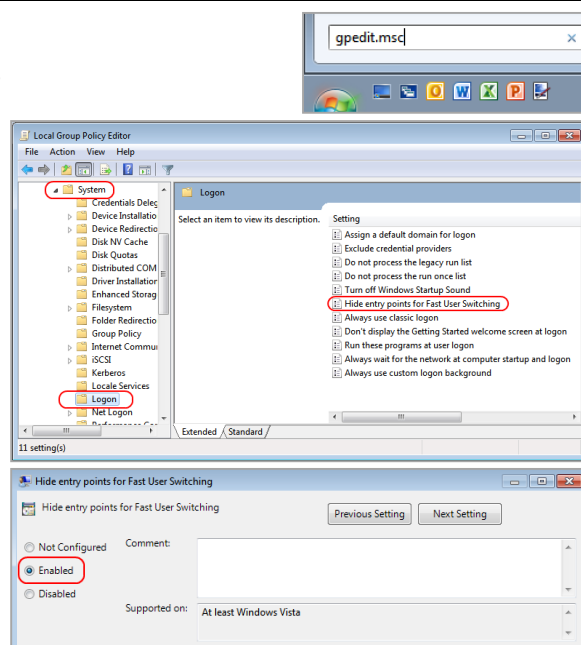 gpedit.msc
Local Group Policy Editor
File Action View Help
System
Credentials Deleg
Device Installatio
Device Redirectio
Disk NV Cache
Disk Quotas
Distributed COM
Driver Installation
Enhanced Storag
Filesystem
Folder Redirectio
Group Policy
Internet Commun
iSCSI
Kerberos
Locale Services
Logon
Net Logon
Logon
Select an item to view its description.
Setting
Assign a default domain for logon
Exclude credential providers
Do not process the legacy run list
Do not process the run once list
Turn off Windows Startup Sound
Hide entry points for Fast User Switching
Always use classic logon
Don't display the Getting Started welcome screen at logon
Run these programs at user logon
Always wait for the network at computer startup and logon
Always use custom logon background
Extended Standard
11 setting(s)
Hide entry points for Fast User Switching
Hide entry points for Fast User Switching
Previous Setting Next Setting
Not Configured Comment:
Enabled
Disabled
Supported on: At least Windows Vista